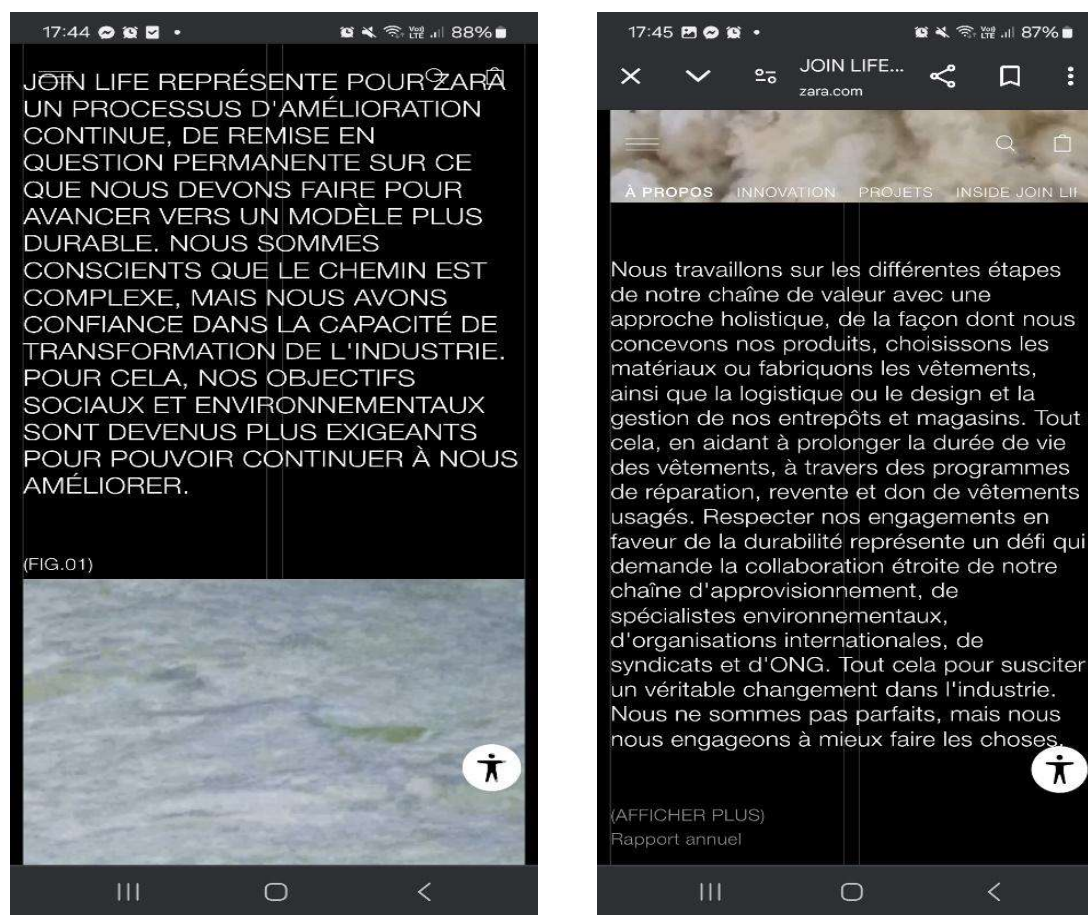 17:44
88%
JOIN LIFE REPRÉSENTE POUR ZARA
UN PROCESSUS D'AMÉLIORATION
CONTINUE, DE REMISE EN
QUESTION PERMANENTE SUR CE
QUE NOUS DEVONS FAIRE POUR
AVANCER VERS UN MODÈLE PLUS
DURABLE. NOUS SOMMES
CONSCIENTS QUE LE CHEMIN EST
COMPLEXE, MAIS NOUS AVONS
CONFIANCE DANS LA CAPACITÉ DE
TRANSFORMATION DE L'INDUSTRIE.
POUR CELA, NOS OBJECTIFS
SOCIAUX ET ENVIRONNEMENTAUX
SONT DEVENUS PLUS EXIGEANTS
POUR POUVOIR CONTINUER À NOUS
AMÉLIORER.
(FIG.01)
17:45
87%
JOIN LIFE...
zara.com
À PROPOS INNOVATION PROJETS INSIDE JOIN LIF
Nous travaillons sur les différentes étapes
de notre chaîne de valeur avec une
approche holistique, de la façon dont nous
concevons nos produits, choisissons les
matériaux ou fabriquons les vêtements,
ainsi que la logistique ou le design et la
gestion de nos entrepôts et magasins. Tout
cela, en aidant à prolonger la durée de vie
des vêtements, à travers des programmes
de réparation, revente et don de vêtements
usagés. Respecter nos engagements en
faveur de la durabilité représente un défi qui
demande la collaboration étroite de notre
chaîne d'approvisionnement, de
spécialistes environnementaux,
d'organisations internationales, de
syndicats et d'ONG. Tout cela pour susciter
un véritable changement dans l'industrie.
Nous ne sommes pas parfaits, mais nous
nous engageons à mieux faire les choses.
(AFFICHER PLUS)
Rapport annuel